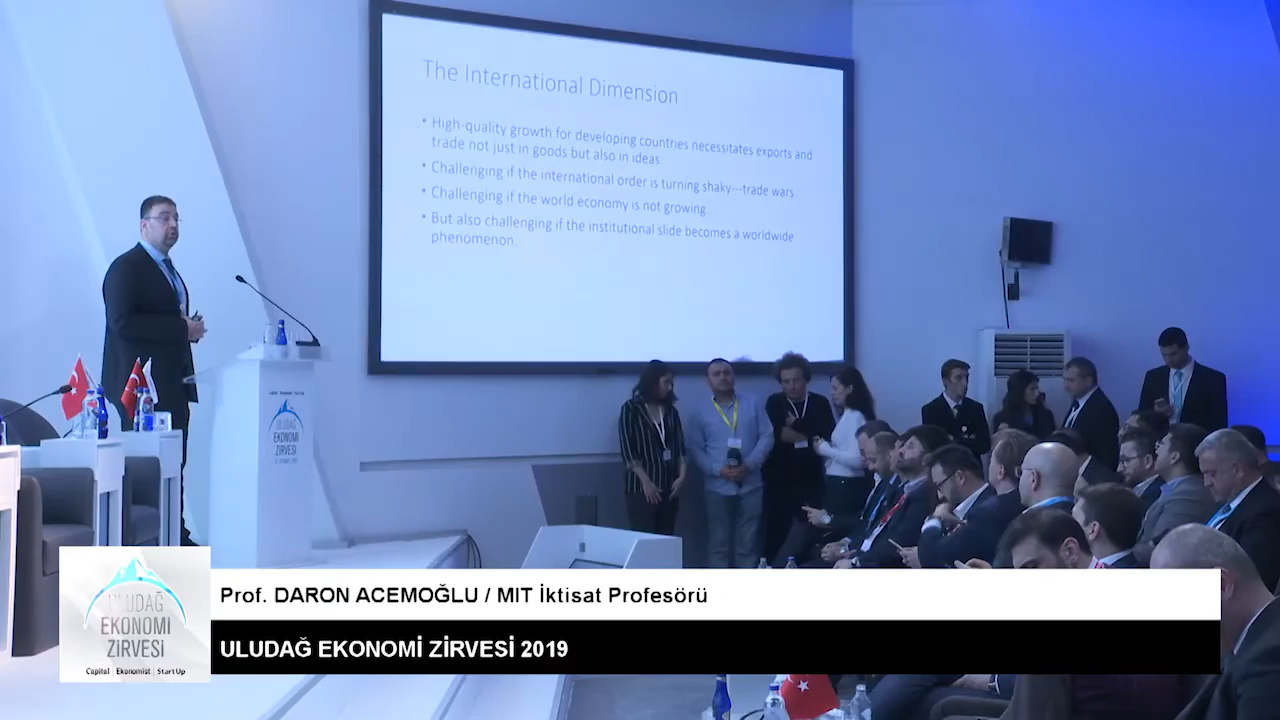 The International Dimension
• High-quality growth for developing countries necessitates exports and
trade not just in goods but also in ideas.
• Challenging if the international order is turning shaky---trade wars.
• Challenging if the world economy is not growing.
• But also challenging if the institutional slide becomes a worldwide
phenomenon.
ULUDAĞ
EKONOMİ
ZİRVESİ
ULUDAĞ
EKONOMİ
ZİRVESİ
Capital | Ekonomist | StartUp
Prof. DARON ACEMOĞLU / MIT İktisat Profesörü
ULUDAĞ EKONOMİ ZİRVESİ 2019